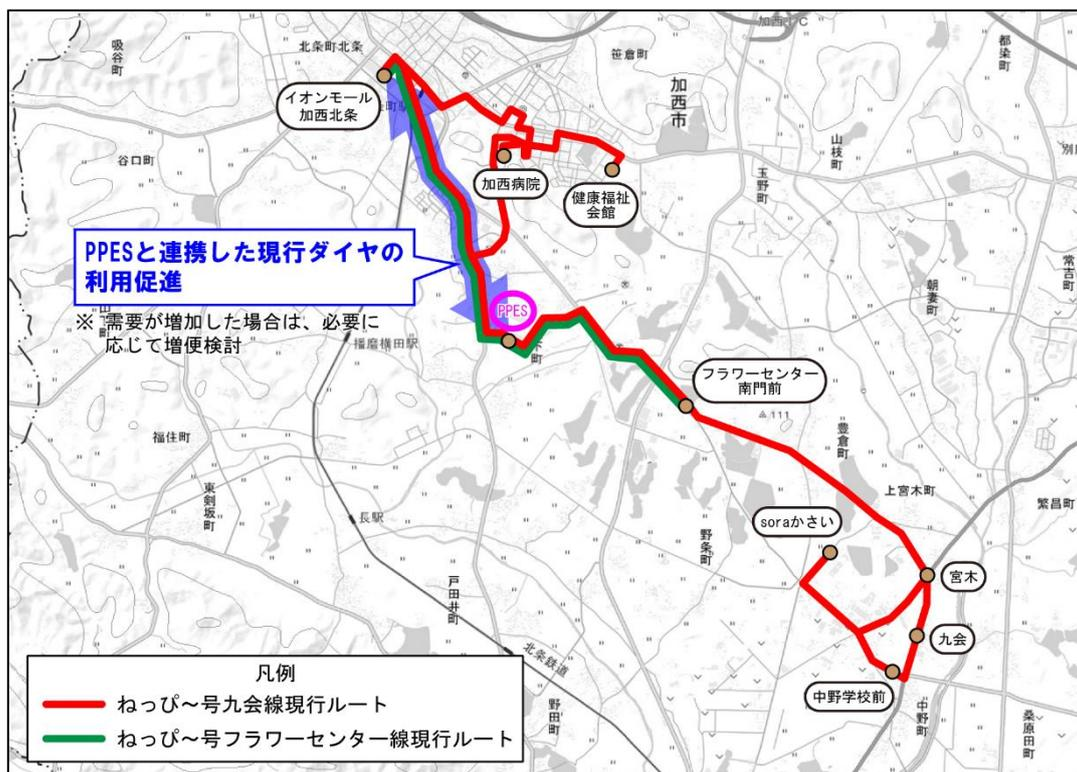 加西IC
吸谷町
北条町北条
笹倉町
都染町
加西市
イオンモール
加西北条
谷口町
山枝町
玉野町
加西病院
健康福祉
会館
常吉町
朝妻町
PPESと連携した現行ダイヤの
利用促進
※ 需要が増加した場合は、必要に
応じて増便検討
PPES
播磨横田駅
フラワーセンター
南門前
111
福住町
豊倉町
東剣坂町
上宮木町
繁昌町
長駅
soraかさい
野条町
宮木
戸田井町
九会
北条鉄道
中野学校前
中野町
野田町
桑原田町
凡例
ねっぴ~号九会線現行ルート
ねっぴ~号フラワーセンター線現行ルート